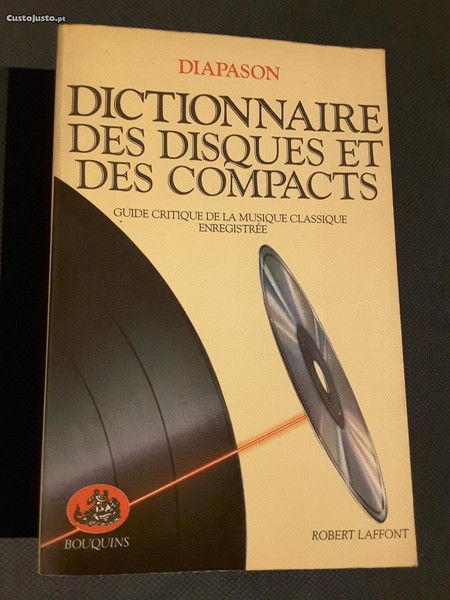 CustoJusto.pt
DIAPASON
DICTIONNAIRE
DES DISQUES ET
DES COMPACTS
GUIDE CRITIQUE DE LA MUSIQUE CLASSIQUE
ENREGISTRÉE
BOUQUINS
ROBERT LAFFONT